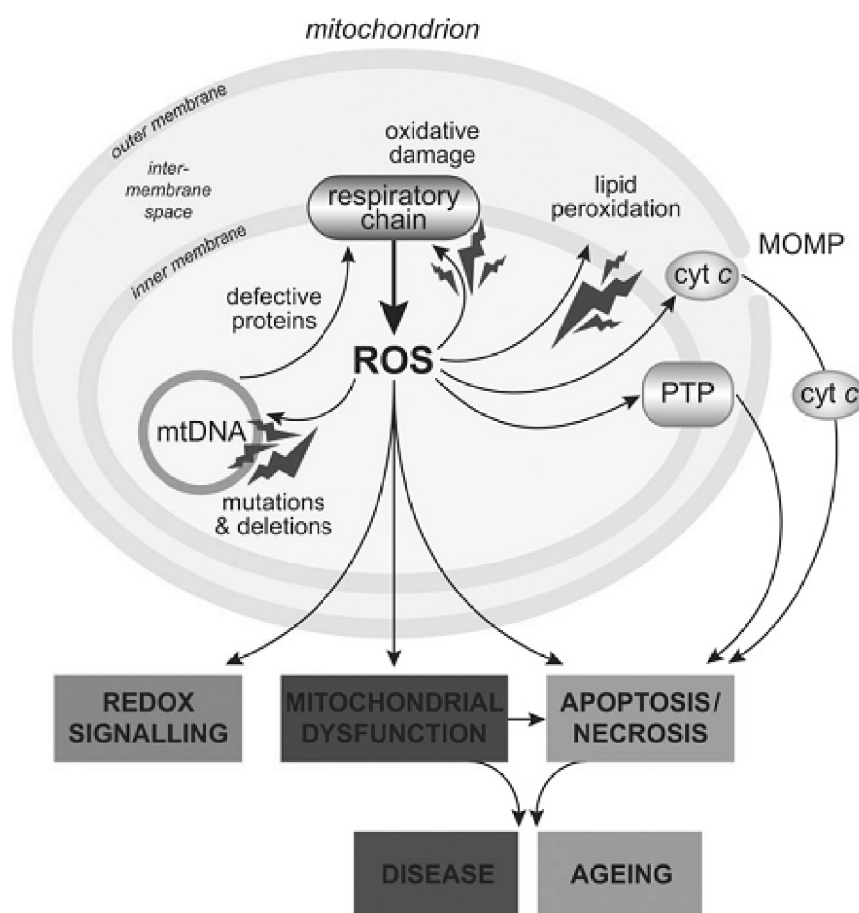 mitochondrion
outer membrane
inter-
membrane
space
inner membrane
oxidative
damage
respiratory
chain
lipid
peroxidation
MOMP
cyt c
defective
proteins
ROS
PTP
cyt c
mtDNA
mutations
& deletions
REDOX
SIGNALLING
MITOCHONDRIAL
DYSFUNCTION
APOPTOSIS/
NECROSIS
DISEASE
AGEING